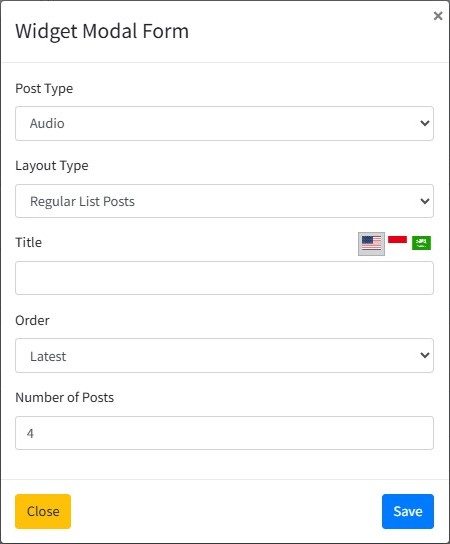 ×
Widget Modal Form
Post Type
Audio
Layout Type
Regular List Posts
Title
Order
Latest
Number of Posts
4
Close
Save